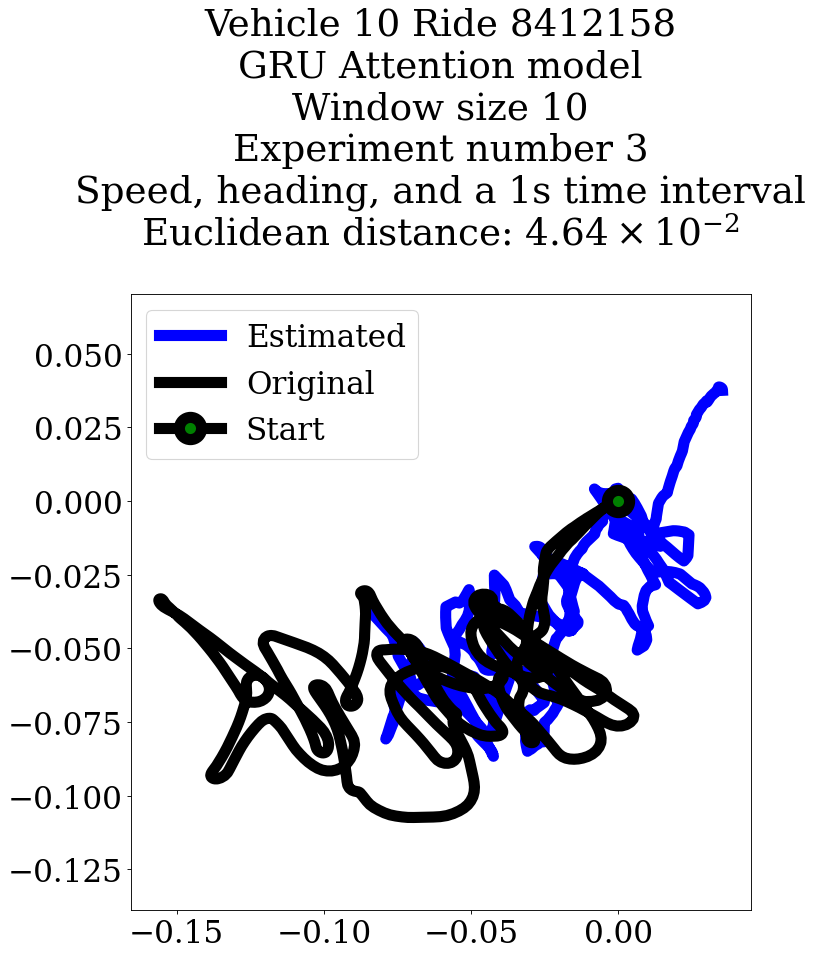 Vehicle 10 Ride 8412158
GRU Attention model
Window size 10
Experiment number 3
Speed, heading, and a 1s time interval
Euclidean distance: 4.64 × 10⁻²
Estimated
Original
Start
0.050
0.025
0.000
−0.025
−0.050
−0.075
−0.100
−0.125
−0.15 −0.10 −0.05 0.00